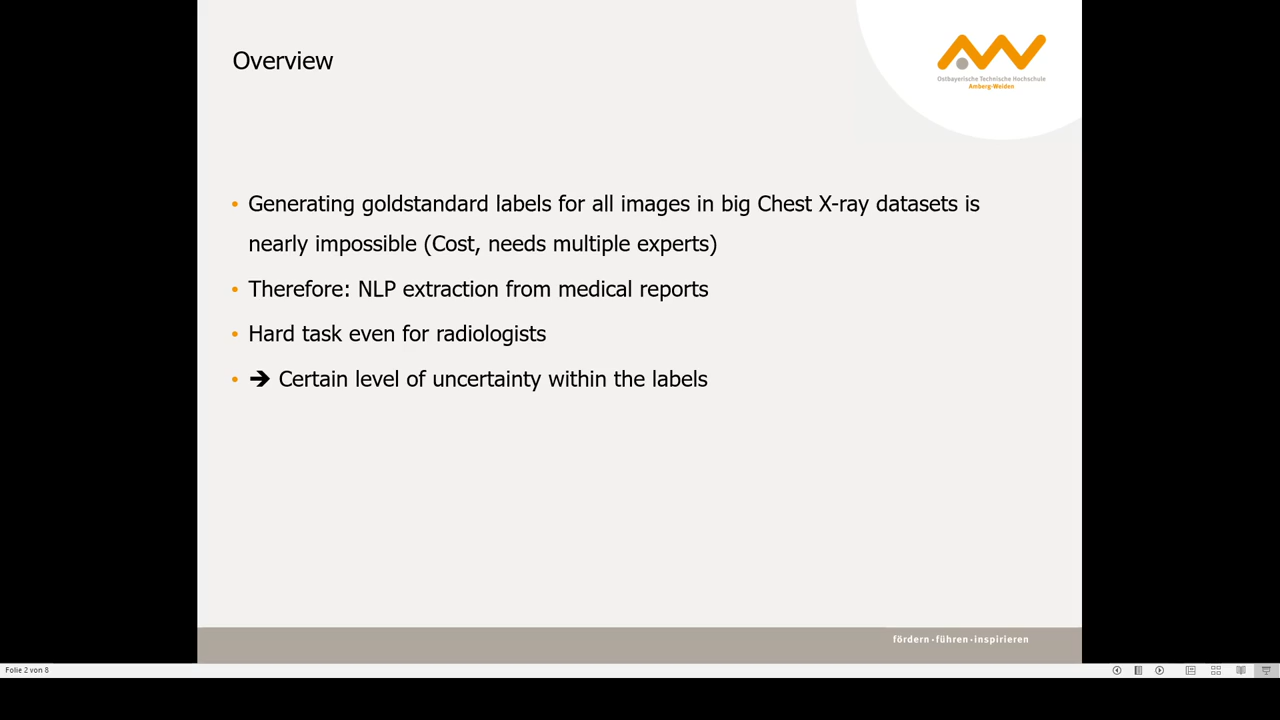 Overview
Ostbayerische Technische Hochschule
Amberg-Weiden
• Generating goldstandard labels for all images in big Chest X-ray datasets is
nearly impossible (Cost, needs multiple experts)
• Therefore: NLP extraction from medical reports
• Hard task even for radiologists
• ➔ Certain level of uncertainty within the labels
fördern·führen·inspirieren
Folie 2 von 8